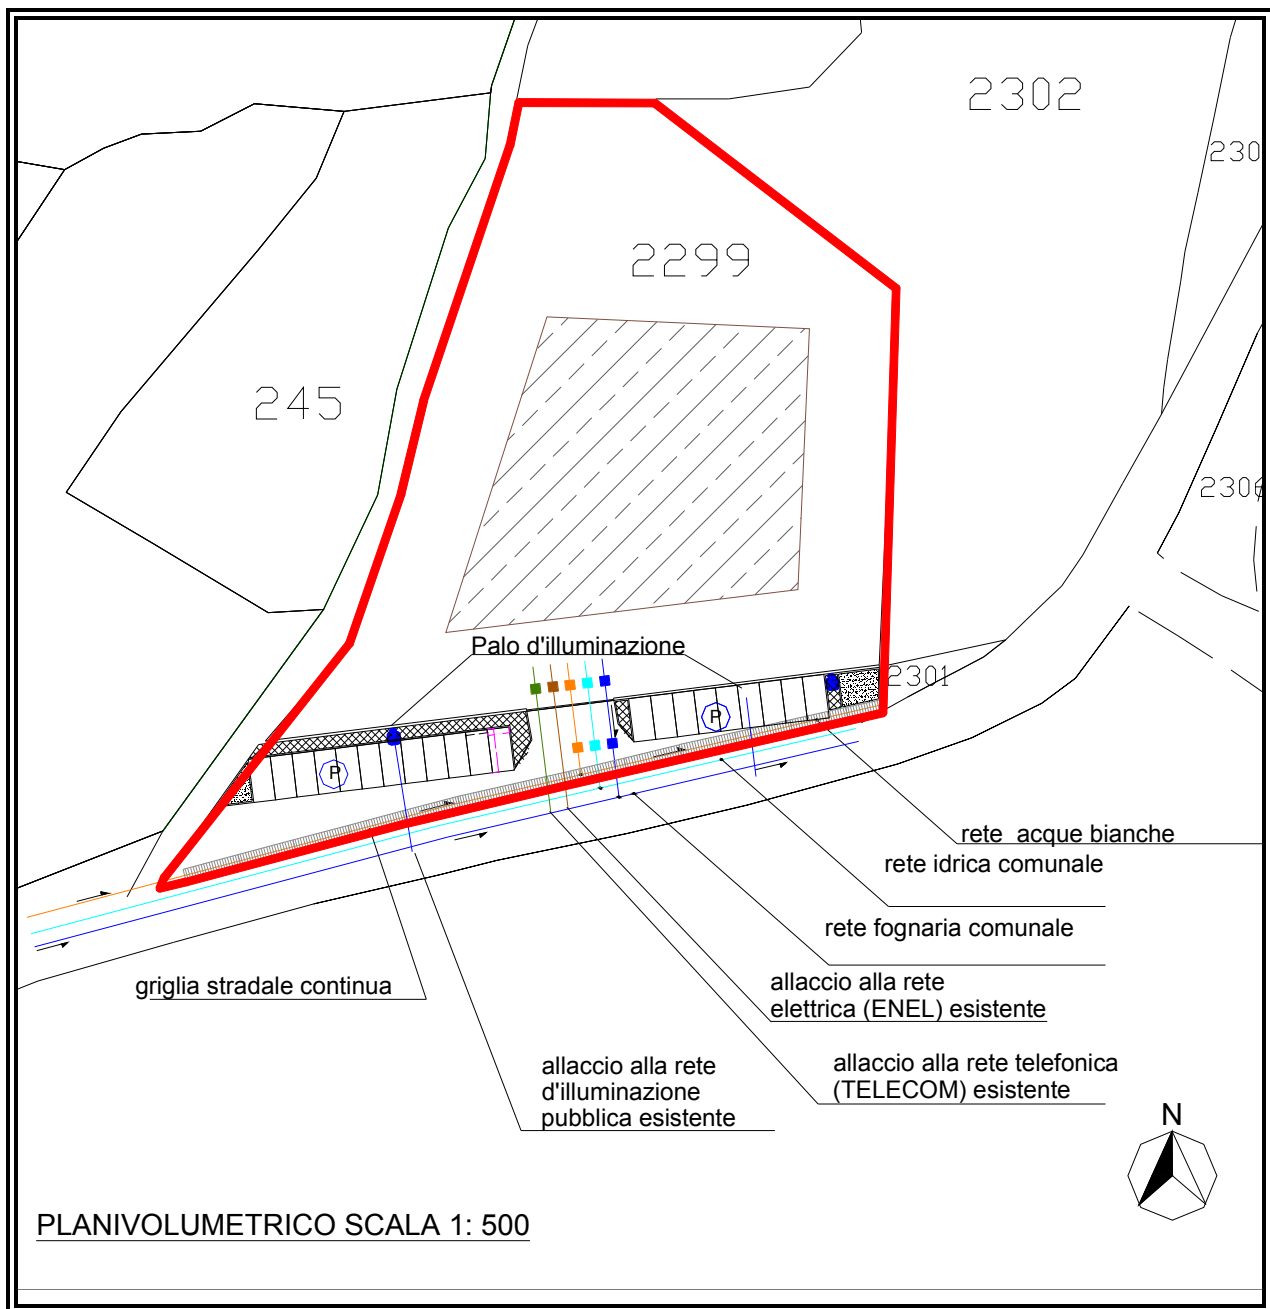 2302
230
2299
245
2306
Palo d'illuminazione
2301
P
P
rete acque bianche
rete idrica comunale
rete fognaria comunale
griglia stradale continua
allaccio alla rete
elettrica (ENEL) esistente
allaccio alla rete
d'illuminazione
pubblica esistente
allaccio alla rete telefonica
(TELECOM) esistente
N
PLANIVOLUMETRICO SCALA 1: 500